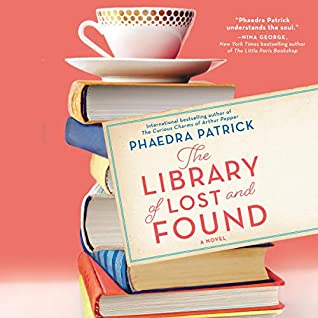 "Phaedra Patrick
understands the soul."
—NINA GEORGE,
New York Times bestselling author
of The Little Paris Bookshop
International bestselling author of
The Curious Charms of Arthur Pepper
PHAEDRA PATRICK
The
LIBRARY
of LOST and
FOUND
A NOVEL